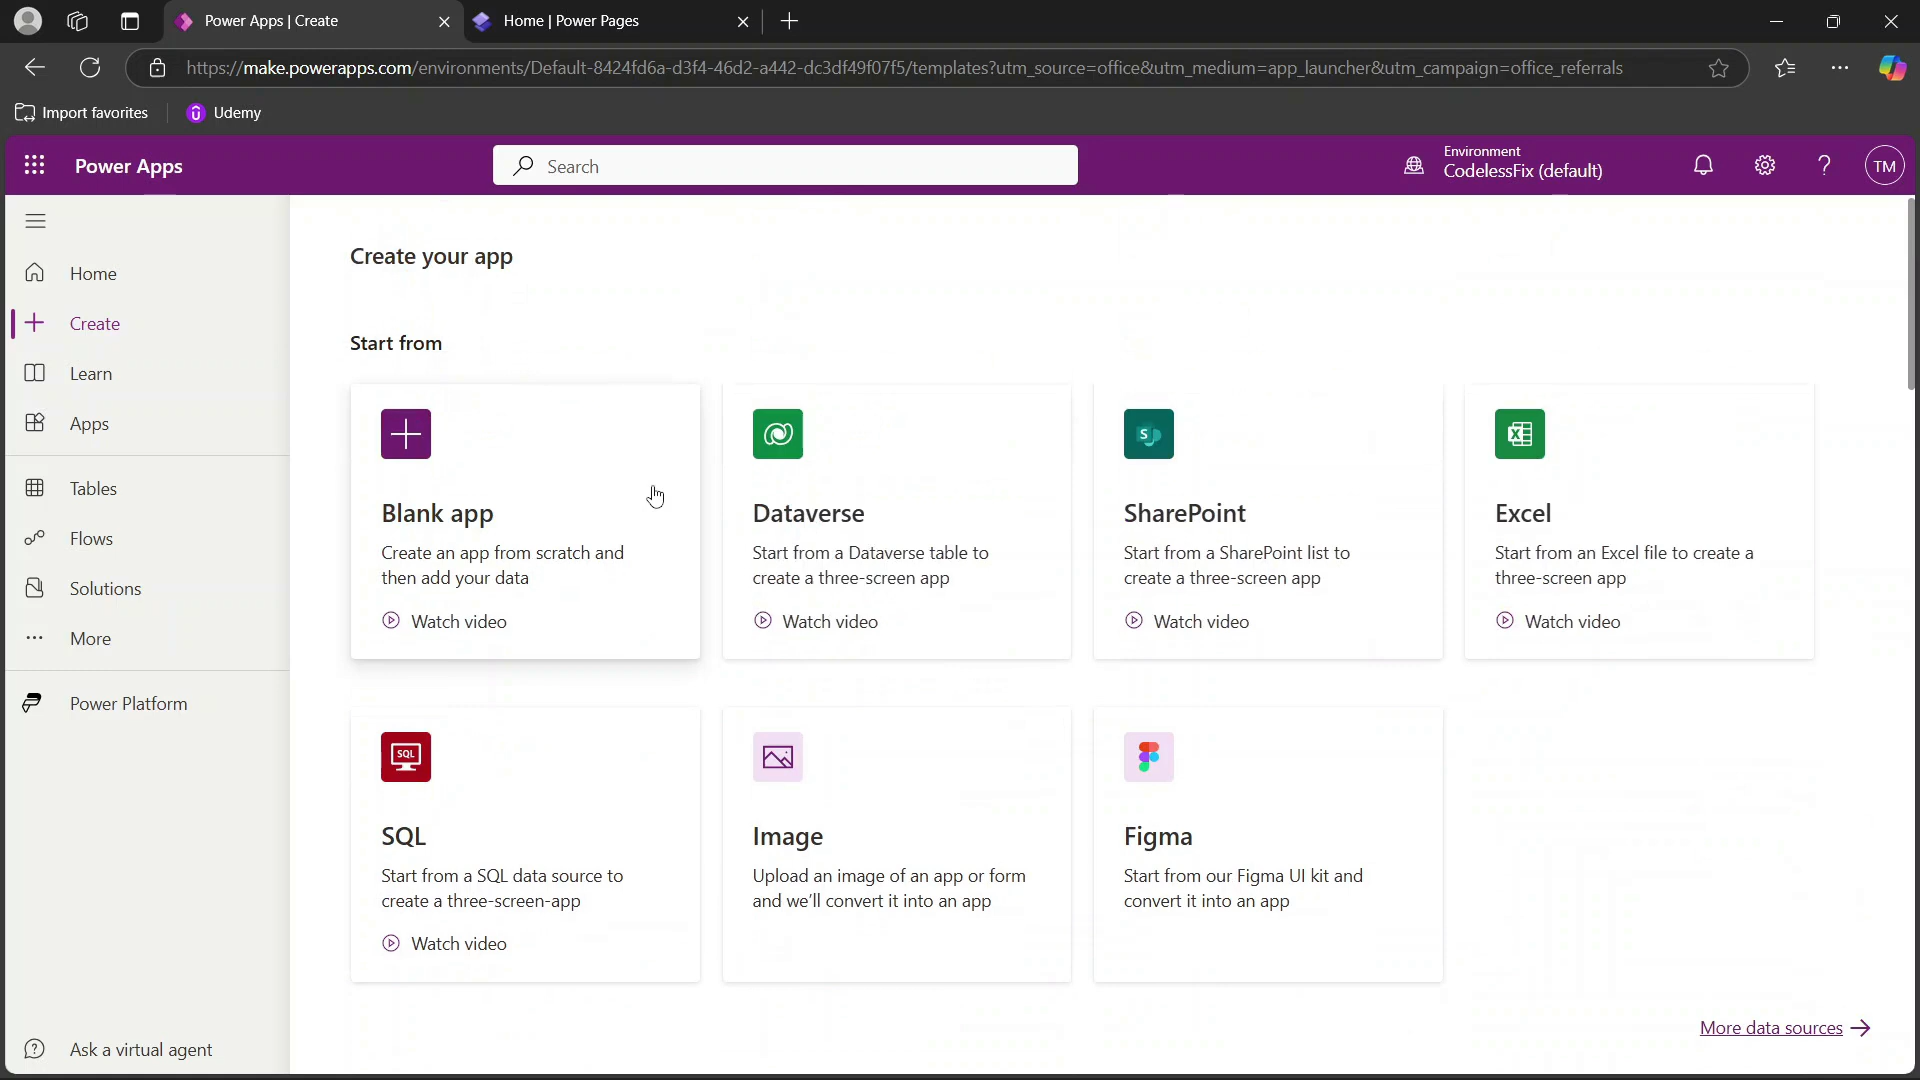 Power Apps | Create
Home | Power Pages
https://make.powerapps.com/environments/Default-8424fd6a-d3f4-46d2-a442-dc3df49f07f5/templates?utm_source=office&utm_medium=app_launcher&utm_campaign=office_referrals
Import favorites
Udemy
Power Apps
Search
Environment
CodelessFix (default)
TM
Home
Create
Learn
Apps
Tables
Flows
Solutions
More
Power Platform
Ask a virtual agent
Create your app
Start from
Blank app
Create an app from scratch and
then add your data
Watch video
Dataverse
Start from a Dataverse table to
create a three-screen app
Watch video
S
SharePoint
Start from a SharePoint list to
create a three-screen app
Watch video
X
Excel
Start from an Excel file to create a
three-screen app
Watch video
SQL
SQL
Start from a SQL data source to
create a three-screen-app
Watch video
Image
Upload an image of an app or form
and we'll convert it into an app
Figma
Start from our Figma UI kit and
convert it into an app
More data sources